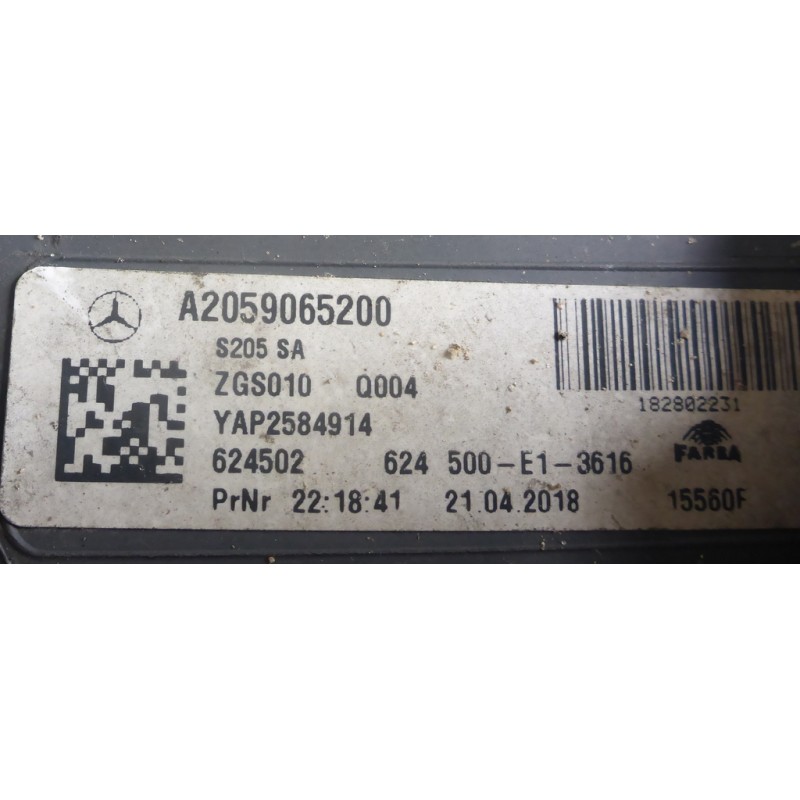 A2059065200
S205 SA
ZGS010 Q004
182802231
YAP2584914
FARBA
624502 624 500-E1-3616
PrNr 22:18:41 21.04.2018 15560F